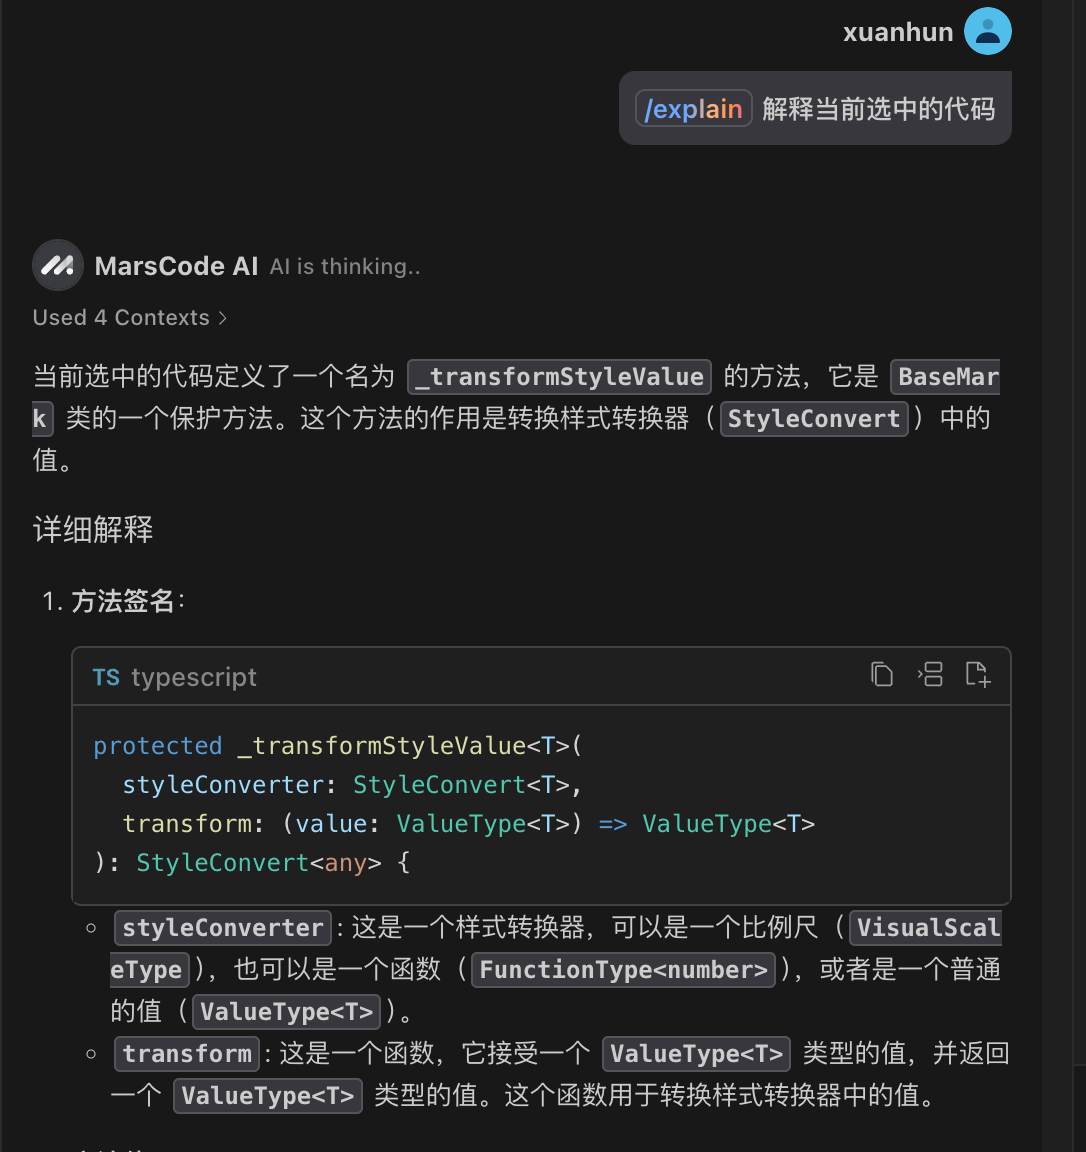 xuanhun
/explain 解释当前选中的代码
MarsCode AI AI is thinking..
Used 4 Contexts >
当前选中的代码定义了一个名为 _transformStyleValue 的方法，它是 BaseMar
k 类的一个保护方法。这个方法的作用是转换样式转换器（StyleConvert）中的
值。
详细解释
1. 方法签名：
TS typescript
protected _transformStyleValue<T>(
styleConverter: StyleConvert<T>,
transform: (value: ValueType<T>) => ValueType<T>
): StyleConvert<any> {
styleConverter：这是一个样式转换器，可以是一个比例尺（VisualScal
eType），也可以是一个函数（FunctionType<number>），或者是一个普通
的值（ValueType<T>）。
transform：这是一个函数，它接受一个 ValueType<T> 类型的值，并返回
一个 ValueType<T> 类型的值。这个函数用于转换样式转换器中的值。